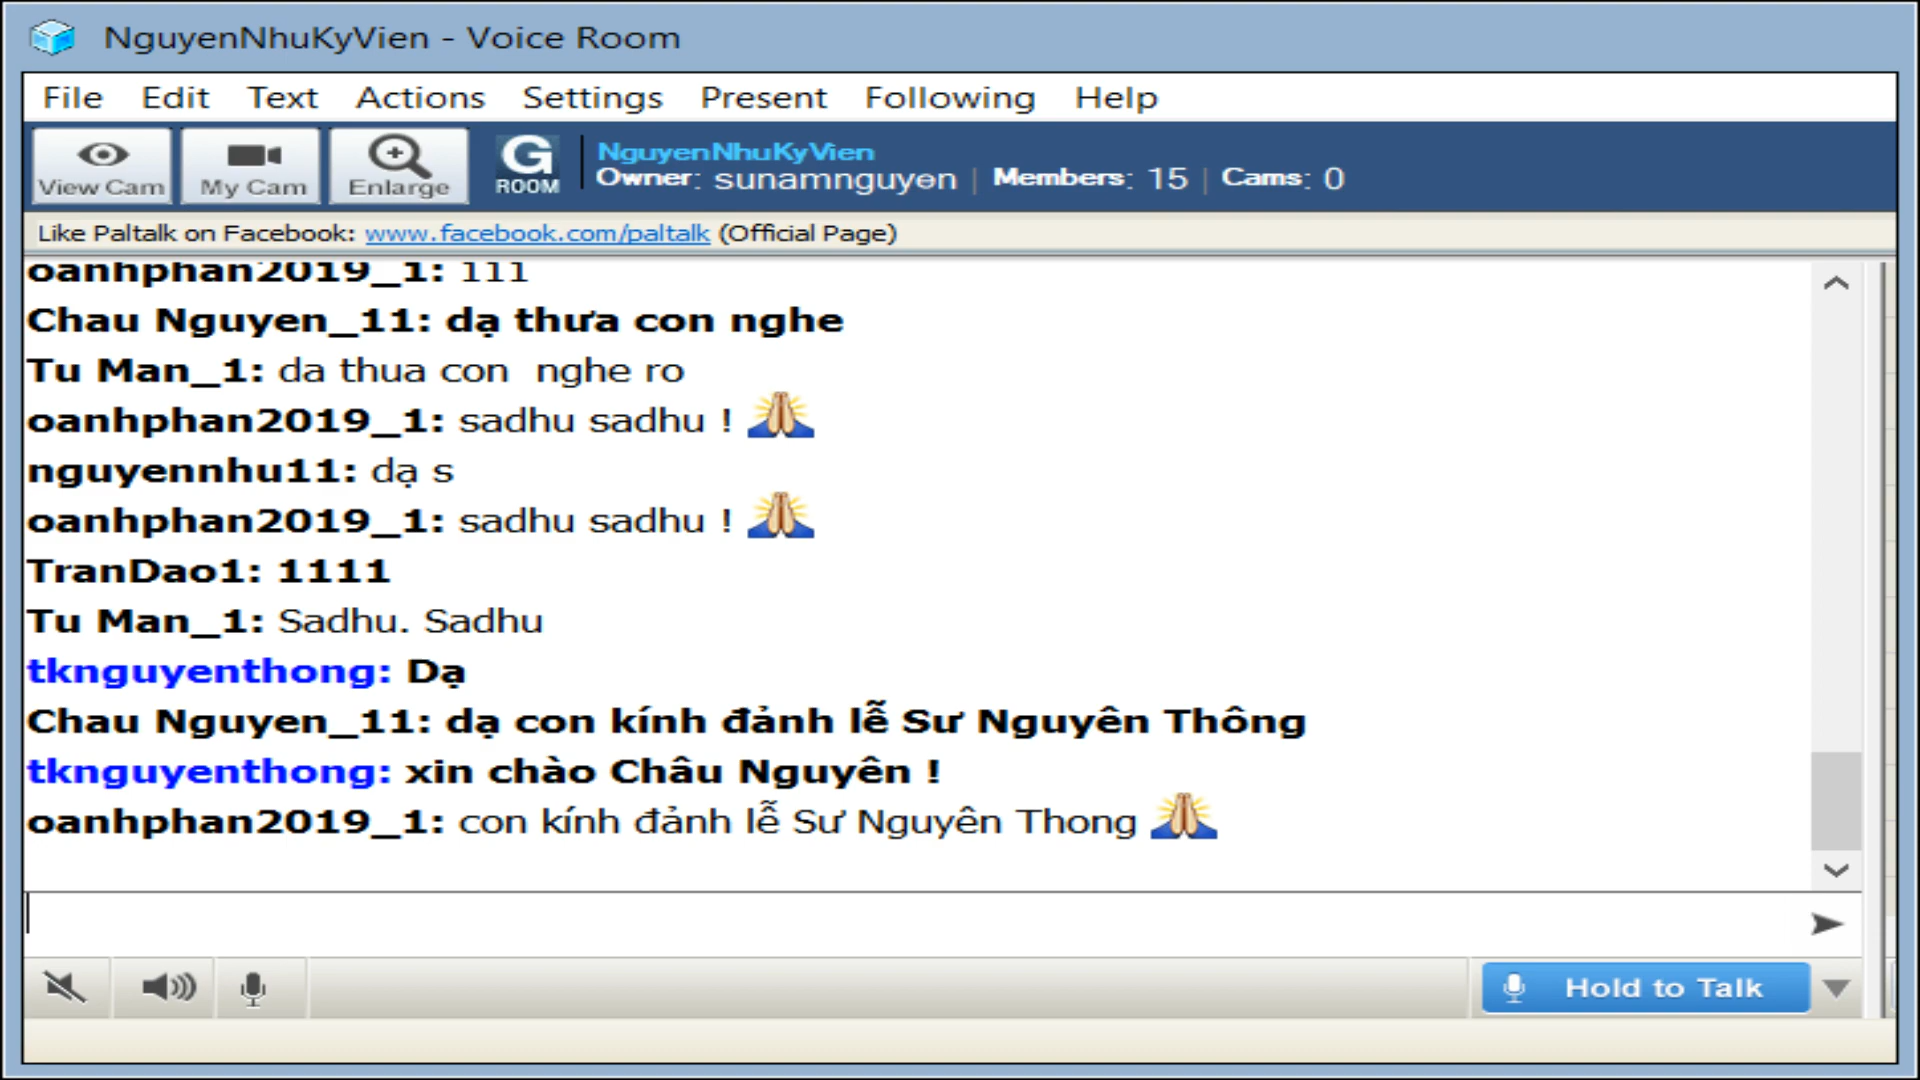 NguyenNhuKyVien - Voice Room
File Edit Text Actions Settings Present Following Help
View Cam My Cam Enlarge G ROOM NguyenNhuKyVien
Owner: sunamnguyen | Members: 15 | Cams: 0
Like Paltalk on Facebook: www.facebook.com/paltalk (Official Page)
oanhphan2019_1: 111
Chau Nguyen_11: dạ thưa con nghe
Tu Man_1: da thua con nghe ro
oanhphan2019_1: sadhu sadhu !
nguyennhu11: dạ s
oanhphan2019_1: sadhu sadhu !
TranDao1: 1111
Tu Man_1: Sadhu. Sadhu
tknguyenthong: Dạ
Chau Nguyen_11: dạ con kính đảnh lễ Sư Nguyên Thông
tknguyenthong: xin chào Châu Nguyên !
oanhphan2019_1: con kính đảnh lễ Sư Nguyên Thong
Hold to Talk